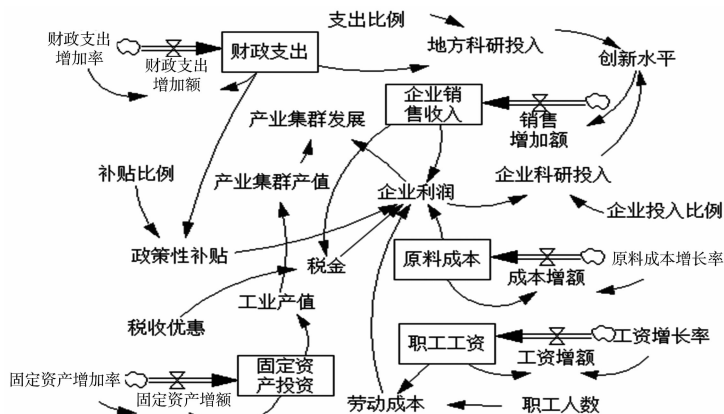 支出比例
财政支出
增加率
财政支出
增加额
财政支出
地方科研投入
创新水平
产业集群发展
企业销
售收入
销售
增加额
补贴比例
产业集群产值
企业利润
企业科研投入
企业投入比例
政策性补贴
税金
原料成本
成本增额
原料成本增长率
工业产值
税收优惠
职工工资
工资增额
工资增长率
固定资产增加率
固定资产增额
固定资
产投资
劳动成本
职工人数